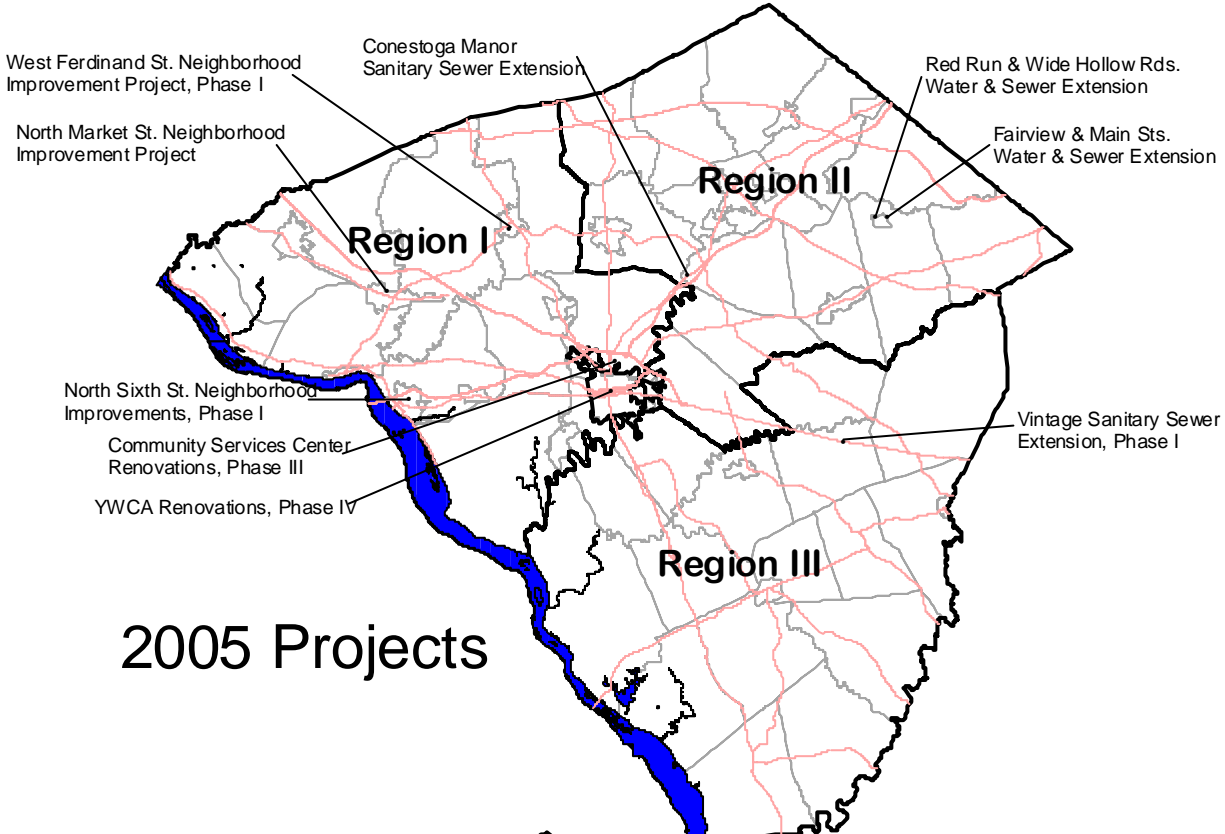 Conestoga Manor
Sanitary Sewer Extension
West Ferdinand St. Neighborhood
Improvement Project, Phase I
Red Run & Wide Hollow Rds.
Water & Sewer Extension
North Market St. Neighborhood
Improvement Project
Fairview & Main Sts.
Water & Sewer Extension
Region II
Region I
North Sixth St. Neighborhood
Improvements, Phase I
Vintage Sanitary Sewer
Extension, Phase I
Community Services Center
Renovations, Phase III
YWCA Renovations, Phase IV
Region III
2005 Projects